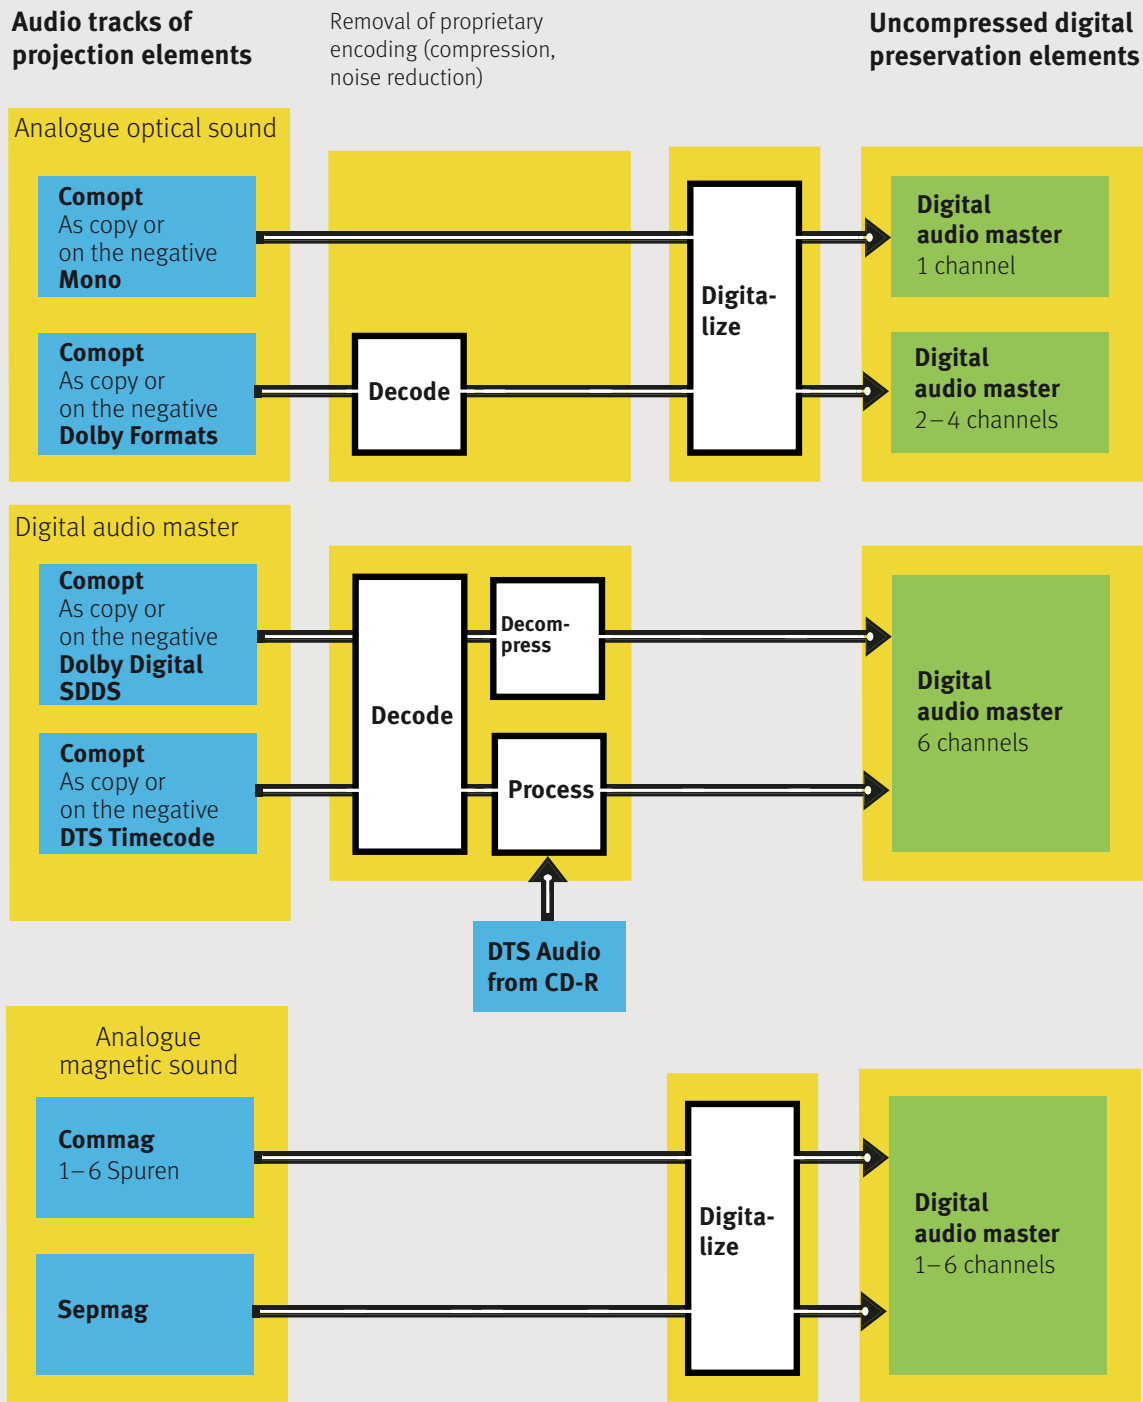 Audio tracks of
projection elements
Removal of proprietary
encoding (compression,
noise reduction)
Uncompressed digital
preservation elements
Analogue optical sound
Comopt
As copy or
on the negative
Mono
Digita-
lize
Digital
audio master
1 channel
Comopt
As copy or
on the negative
Dolby Formats
Decode
Digital
audio master
2–4 channels
Digital audio master
Comopt
As copy or
on the negative
Dolby Digital
SDDS
Decode
Decom-
press
Digital
audio master
6 channels
Comopt
As copy or
on the negative
DTS Timecode
Process
DTS Audio
from CD-R
Analogue
magnetic sound
Commag
1–6 Spuren
Digita-
lize
Digital
audio master
1–6 channels
Sepmag